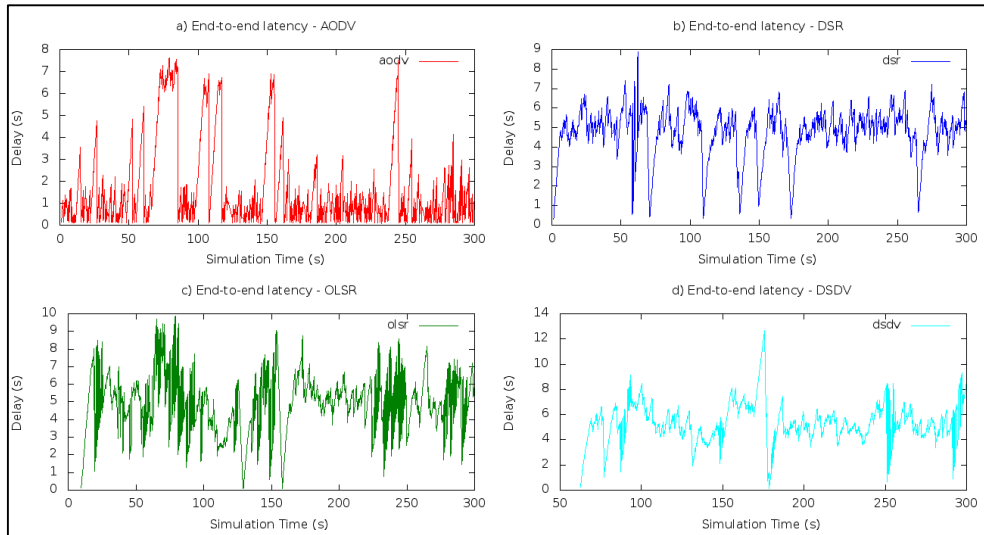 a) End-to-end latency - AODV
8
7
6
5
4
3
2
1
0
Delay (s)
aodv
0 50 100 150 200 250 300
Simulation Time (s)
b) End-to-end latency - DSR
9
8
7
6
5
4
3
2
1
0
Delay (s)
dsr
0 50 100 150 200 250 300
Simulation Time (s)
c) End-to-end latency - OLSR
10
9
8
7
6
5
4
3
2
1
0
Delay (s)
olsr
0 50 100 150 200 250 300
Simulation Time (s)
d) End-to-end latency - DSDV
14
12
10
8
6
4
2
0
Delay (s)
dsdv
50 100 150 200 250 300
Simulation Time (s)